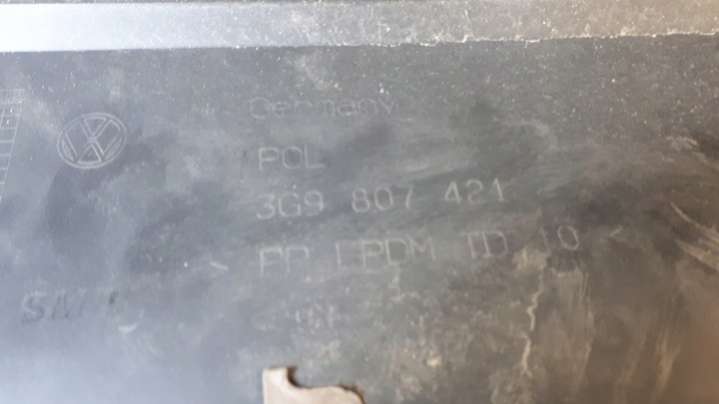 Germany
POL
3G9 807 421
> PP EPDM TD 10 <